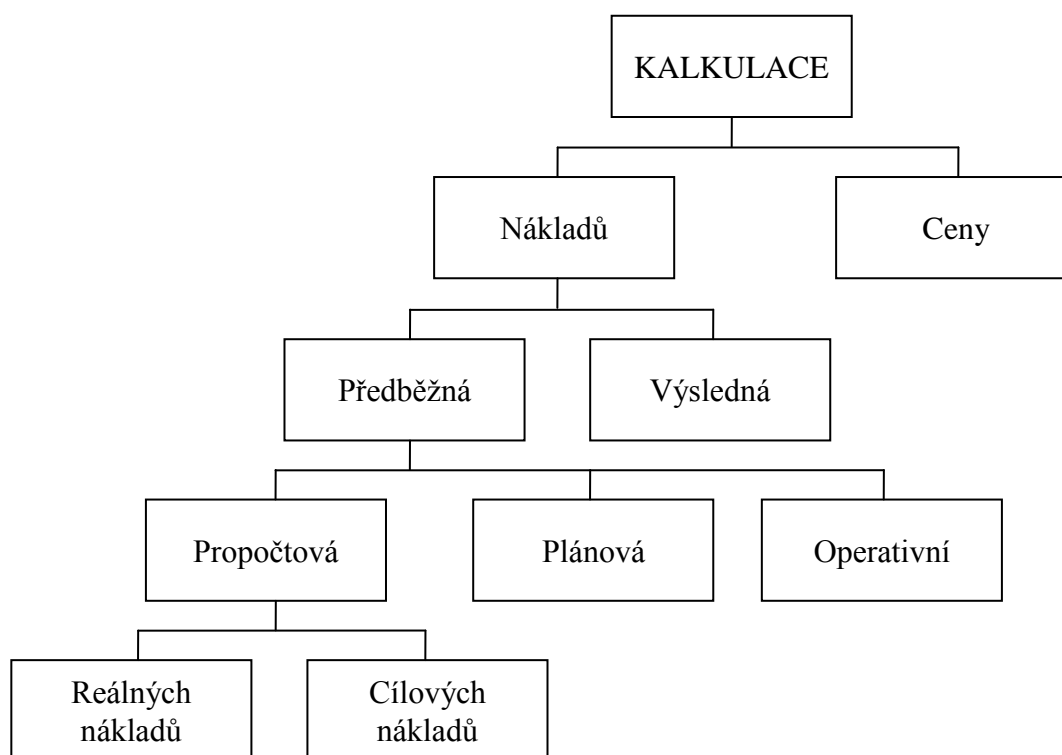 KALKULACE
Nákladů
Ceny
Předběžná
Výsledná
Propočtová
Plánová
Operativní
Reálných
nákladů
Cílových
nákladů